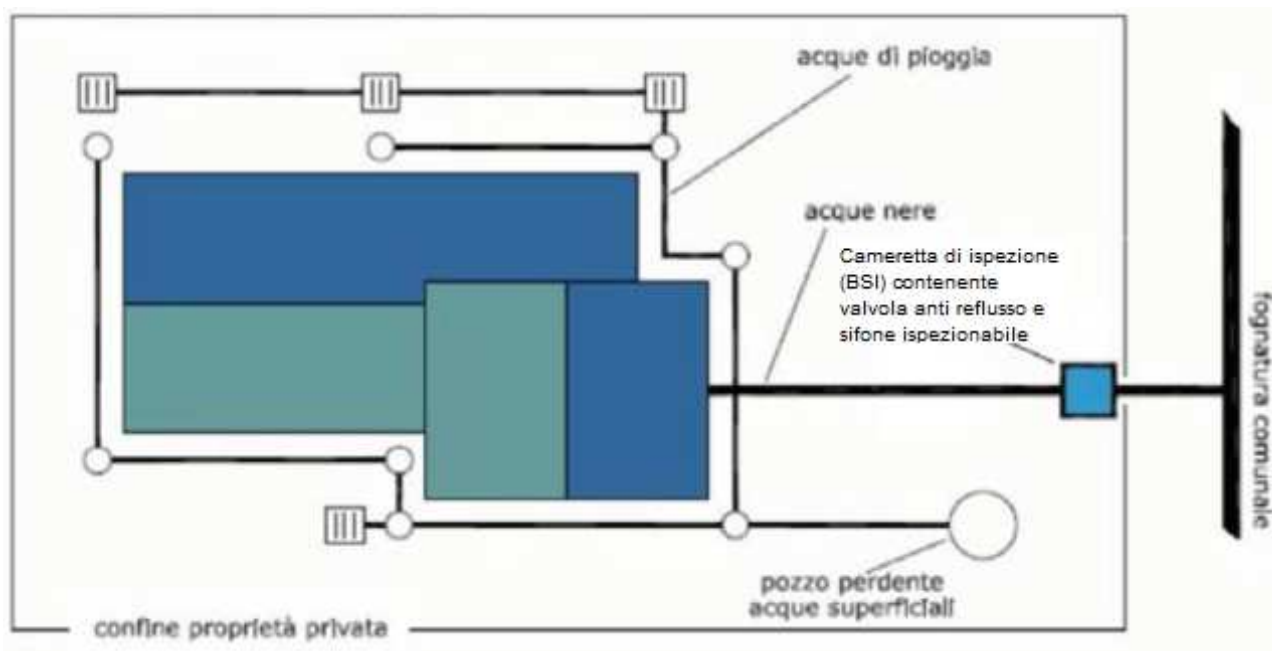 acque di pioggia
acque nere
Cameretta di ispezione
(BSI) contenente
valvola anti reflusso e
sifone ispezionabile
fognatura comunale
pozzo perdente
acque superficiali
confine proprietà privata